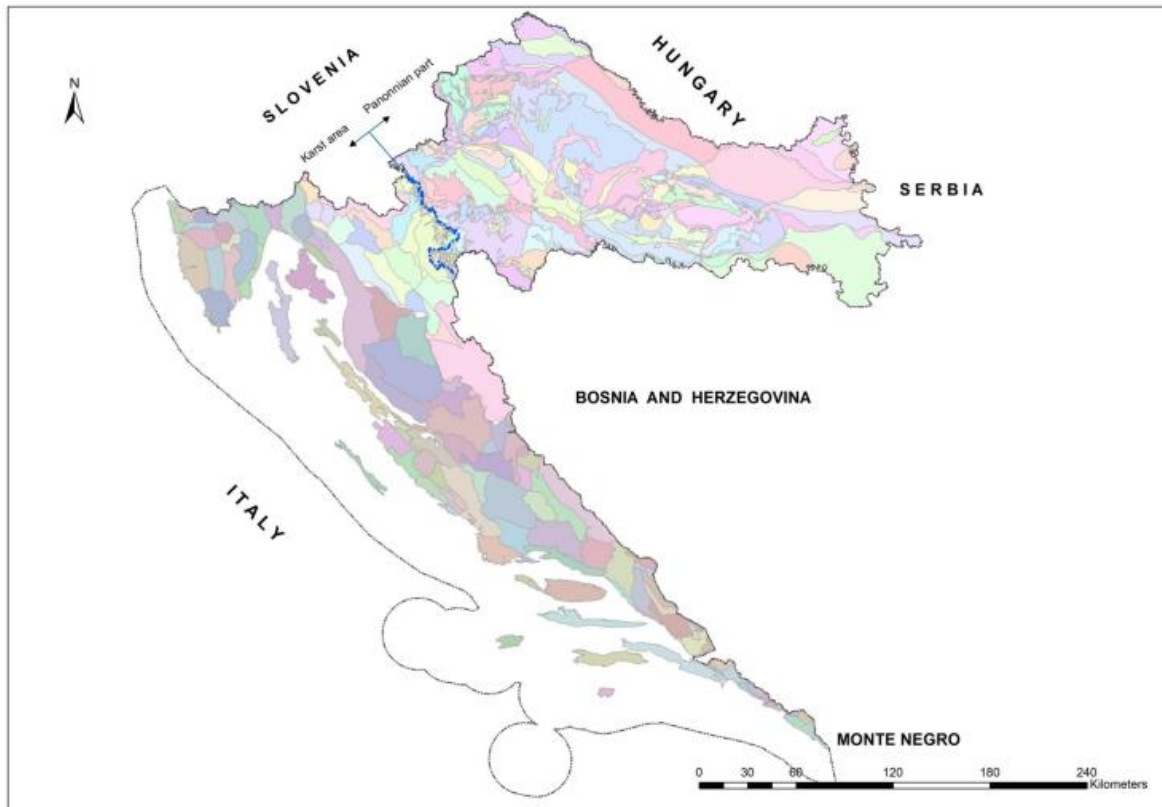 N
SLOVENIA
HUNGARY
Panonnian part
Karst area
SERBIA
BOSNIA AND HERZEGOVINA
ITALY
MONTE NEGRO
0 30 60 120 180 240
Kilometers